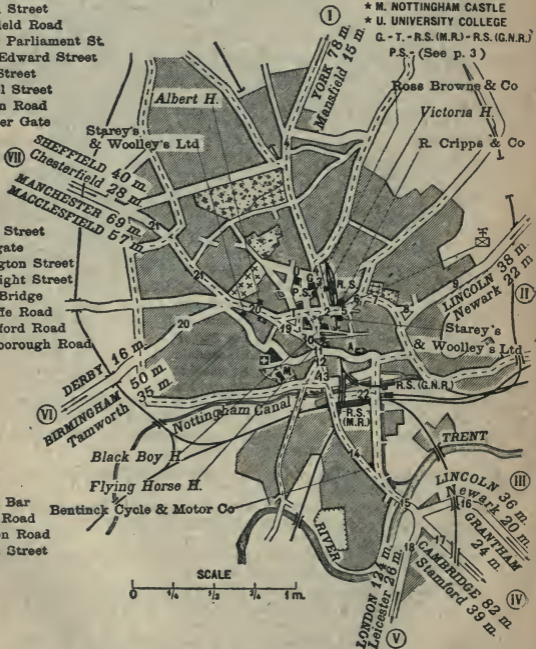 Street
field Road
Parliament St.
Edward Street
Street
l Street
n Road
er Gate
Street
gate
gton Street
ight Street
Bridge
fe Road
ford Road
borough Road
Bar
Road
on Road
Street
I
★ M. NOTTINGHAM CASTLE
★ U. UNIVERSITY COLLEGE
G. - T. - R.S. (M.R.) - R.S. (G.N.R.)
P.S. - (See p. 3)
YORK 78 m.
Mansfield 15 m.
Ross Browne & Co
Albert H.
Victoria H.
Starey's
& Woolley's Ltd
R. Cripps & Co
VII
SHEFFIELD 40 m.
Chesterfield 28 m.
MANCHESTER 69 m.
MACCLESFIELD 57 m.
LINCOLN 38 m.
Newark 22 m
II
Starey's
& Woolley's Ltd
DERBY 16 m.
VI
BIRMINGHAM 50 m.
Tamworth 35 m.
R.S. (G.N.R.)
R.S.
(M.R.)
Nottingham Canal
Black Boy H.
Flying Horse H.
Bentinck Cycle & Motor Co
TRENT
RIVER
LINCOLN 36 m.
Newark 20 m.
III
GRANTHAM
24 m.
CAMBRIDGE 82 m.
Stamford 39 m.
IV
LONDON 124 m.
Leicester 26 m.
V
SCALE
0 1/4 1/2 3/4 1 m.